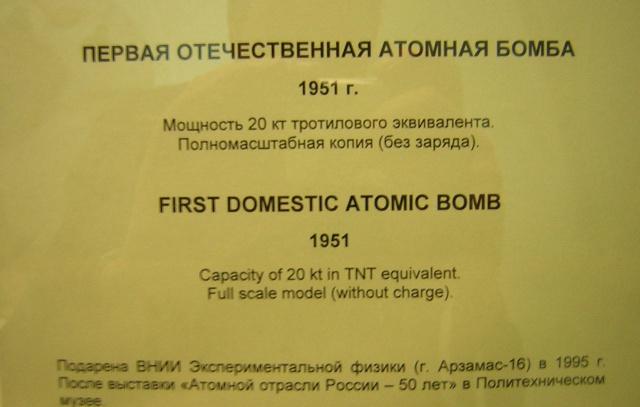 ПЕРВАЯ ОТЕЧЕСТВЕННАЯ АТОМНАЯ БОМБА
1951 г.
Мощность 20 кт тротилового эквивалента.
Полномасштабная копия (без заряда).
FIRST DOMESTIC ATOMIC BOMB
1951
Capacity of 20 kt in TNT equivalent.
Full scale model (without charge).
Подарена ВНИИ Экспериментальной физики (г. Арзамас-16) в 1995 г.
После выставки «Атомной отрасли России – 50 лет» в Политехническом
музее.